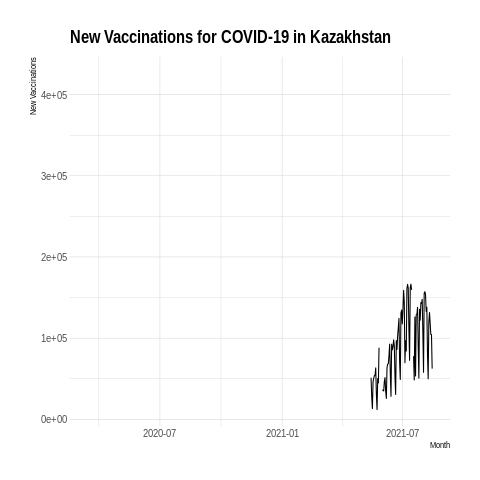 New Vaccinations for COVID-19 in Kazakhstan
New Vaccinations
4e+05
3e+05
2e+05
1e+05
0e+00
2020-07 2021-01 2021-07
Month